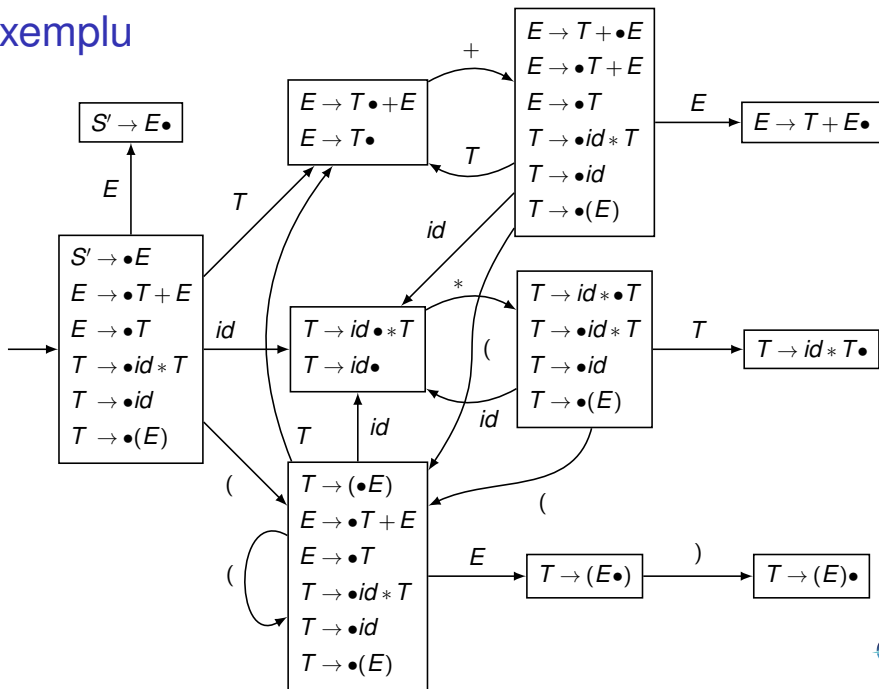 xemplu
S′ → E•
E
E → T • +E
E → T•
+
T
E → T + •E
E → •T + E
E → •T
T → •id ∗ T
T → •id
T → •(E)
E
E → T + E•
T
S′ → •E
E → •T + E
E → •T
T → •id ∗ T
T → •id
T → •(E)
id
id
T → id • ∗T
T → id•
∗
(
id
T → id ∗ •T
T → •id ∗ T
T → •id
T → •(E)
T
T → id ∗ T•
(
T
id
(
(
T → (•E)
E → •T + E
E → •T
T → •id ∗ T
T → •id
T → •(E)
E
T → (E•)
)
T → (E)•